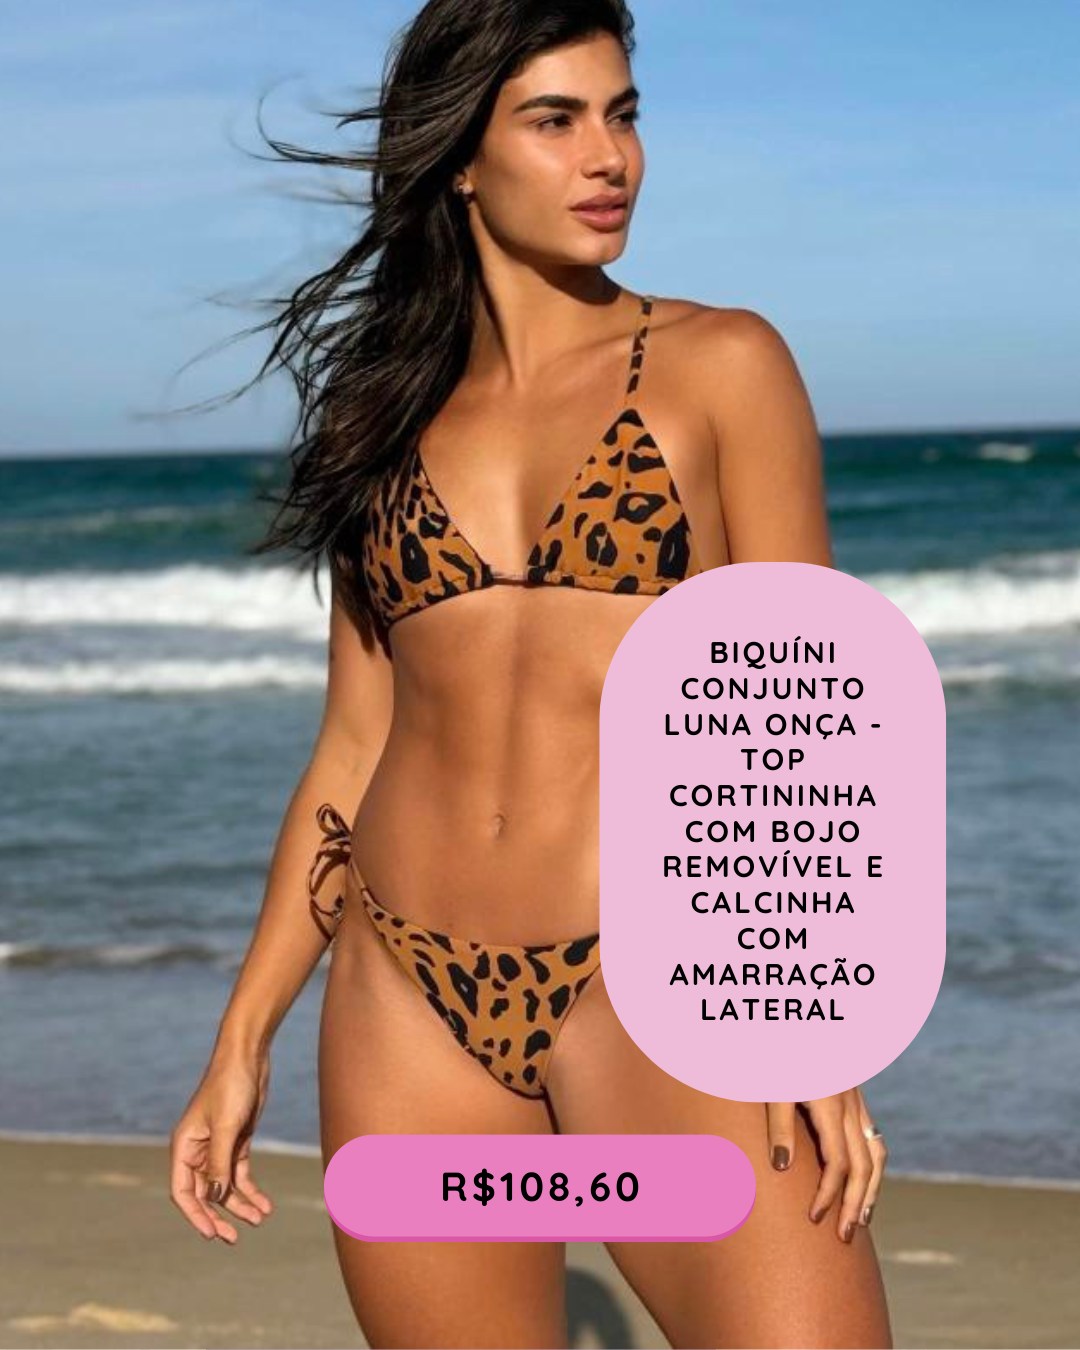 BIQUÍNI
CONJUNTO
LUNA ONÇA -
TOP
CORTININHA
COM BOJO
REMOVÍVEL E
CALCINHA
COM
AMARRAÇÃO
LATERAL
R$108,60